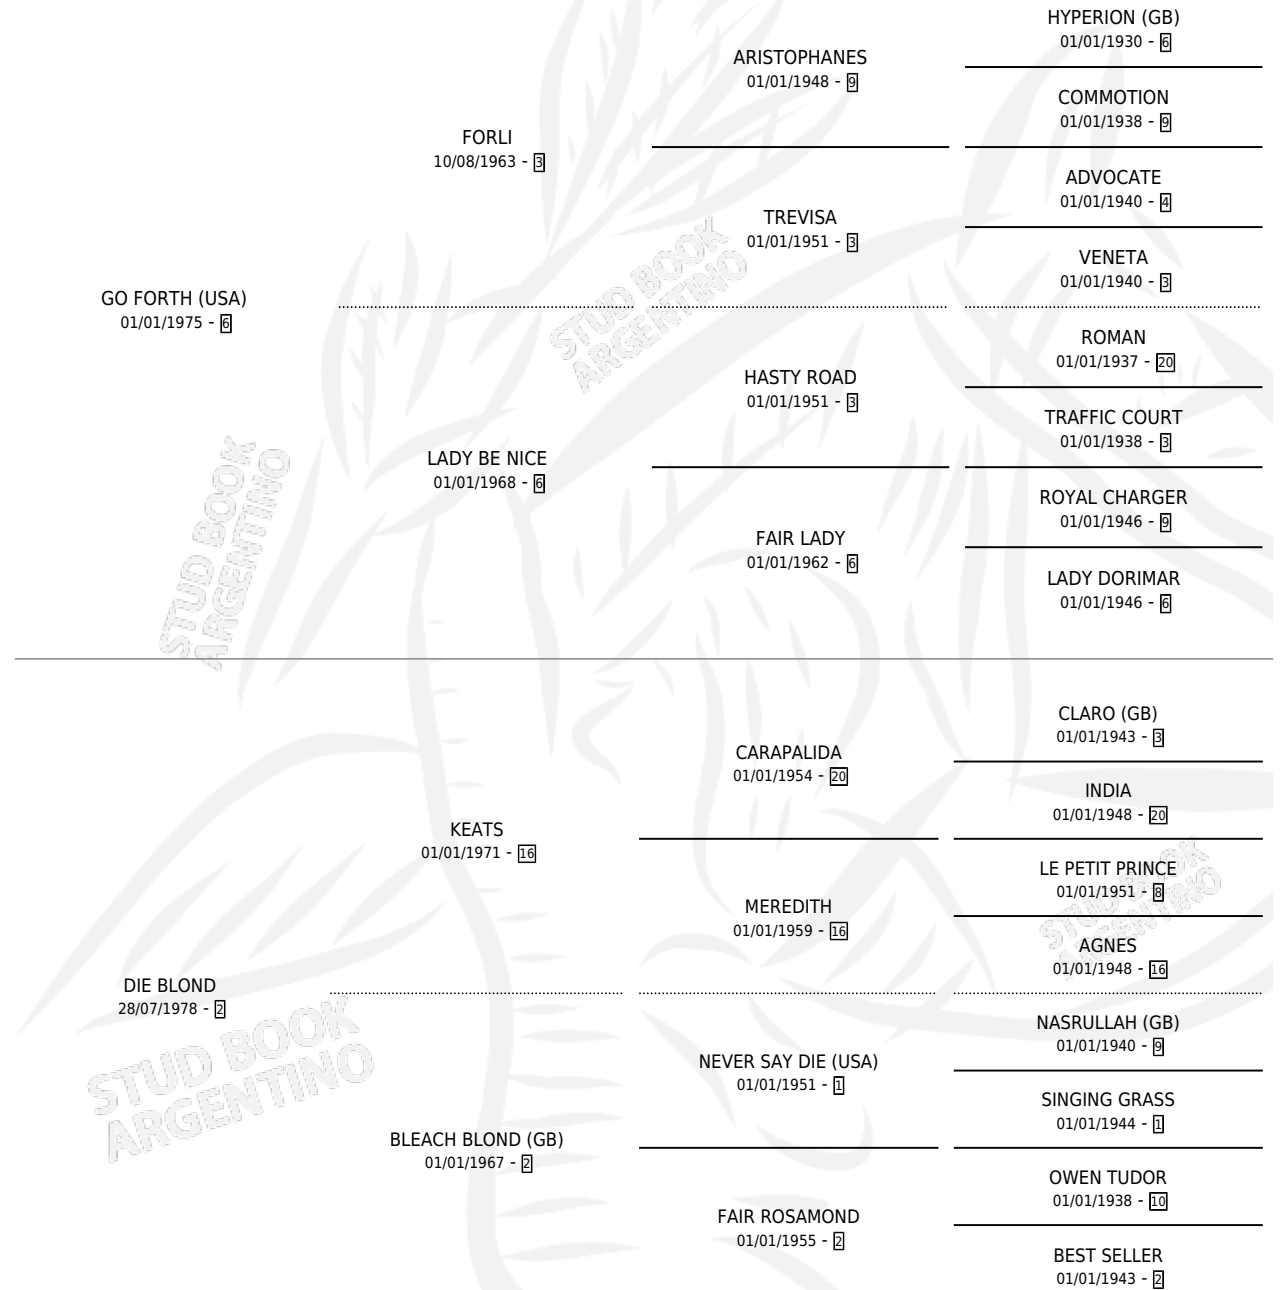 HYPERION (GB)
01/01/1930 - 6
ARISTOPHANES
01/01/1948 - 9
COMMOTION
01/01/1938 - 9
FORLI
10/08/1963 - 3
ADVOCATE
01/01/1940 - 4
TREVISA
01/01/1951 - 3
VENETA
01/01/1940 - 3
GO FORTH (USA)
01/01/1975 - 6
ROMAN
01/01/1937 - 20
HASTY ROAD
01/01/1951 - 3
TRAFFIC COURT
01/01/1938 - 3
LADY BE NICE
01/01/1968 - 6
ROYAL CHARGER
01/01/1946 - 9
FAIR LADY
01/01/1962 - 6
LADY DORIMAR
01/01/1946 - 6
STUD BOOK
ARGENTINO
STUD BOOK
ARGENTINO
CLARO (GB)
01/01/1943 - 3
CARAPALIDA
01/01/1954 - 20
INDIA
01/01/1948 - 20
KEATS
01/01/1971 - 16
LE PETIT PRINCE
01/01/1951 - 8
MEREDITH
01/01/1959 - 16
AGNES
01/01/1948 - 16
STUD BOOK
ARGENTINO
DIE BLOND
28/07/1978 - 2
NASRULLAH (GB)
01/01/1940 - 9
NEVER SAY DIE (USA)
01/01/1951 - 1
SINGING GRASS
01/01/1944 - 1
STUD BOOK
ARGENTINO
BLEACH BLOND (GB)
01/01/1967 - 2
OWEN TUDOR
01/01/1938 - 10
FAIR ROSAMOND
01/01/1955 - 2
BEST SELLER
01/01/1943 - 2